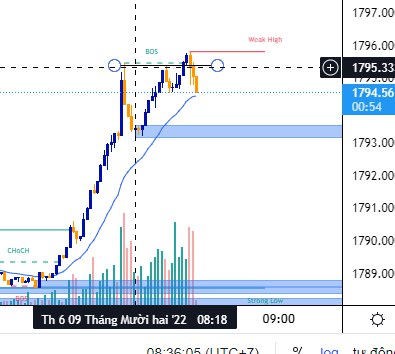 1797.00
Weak High
1796.00
BOS
1795.33
1794.56
00:54
1793.00
1792.00
1791.00
1790.00
CHoCH
1789.00
BOS
Strong Low
Th 6 09 Tháng Mười hai '22 08:18
09:00
08:36:05 (UTC+7)
%
log
tự động